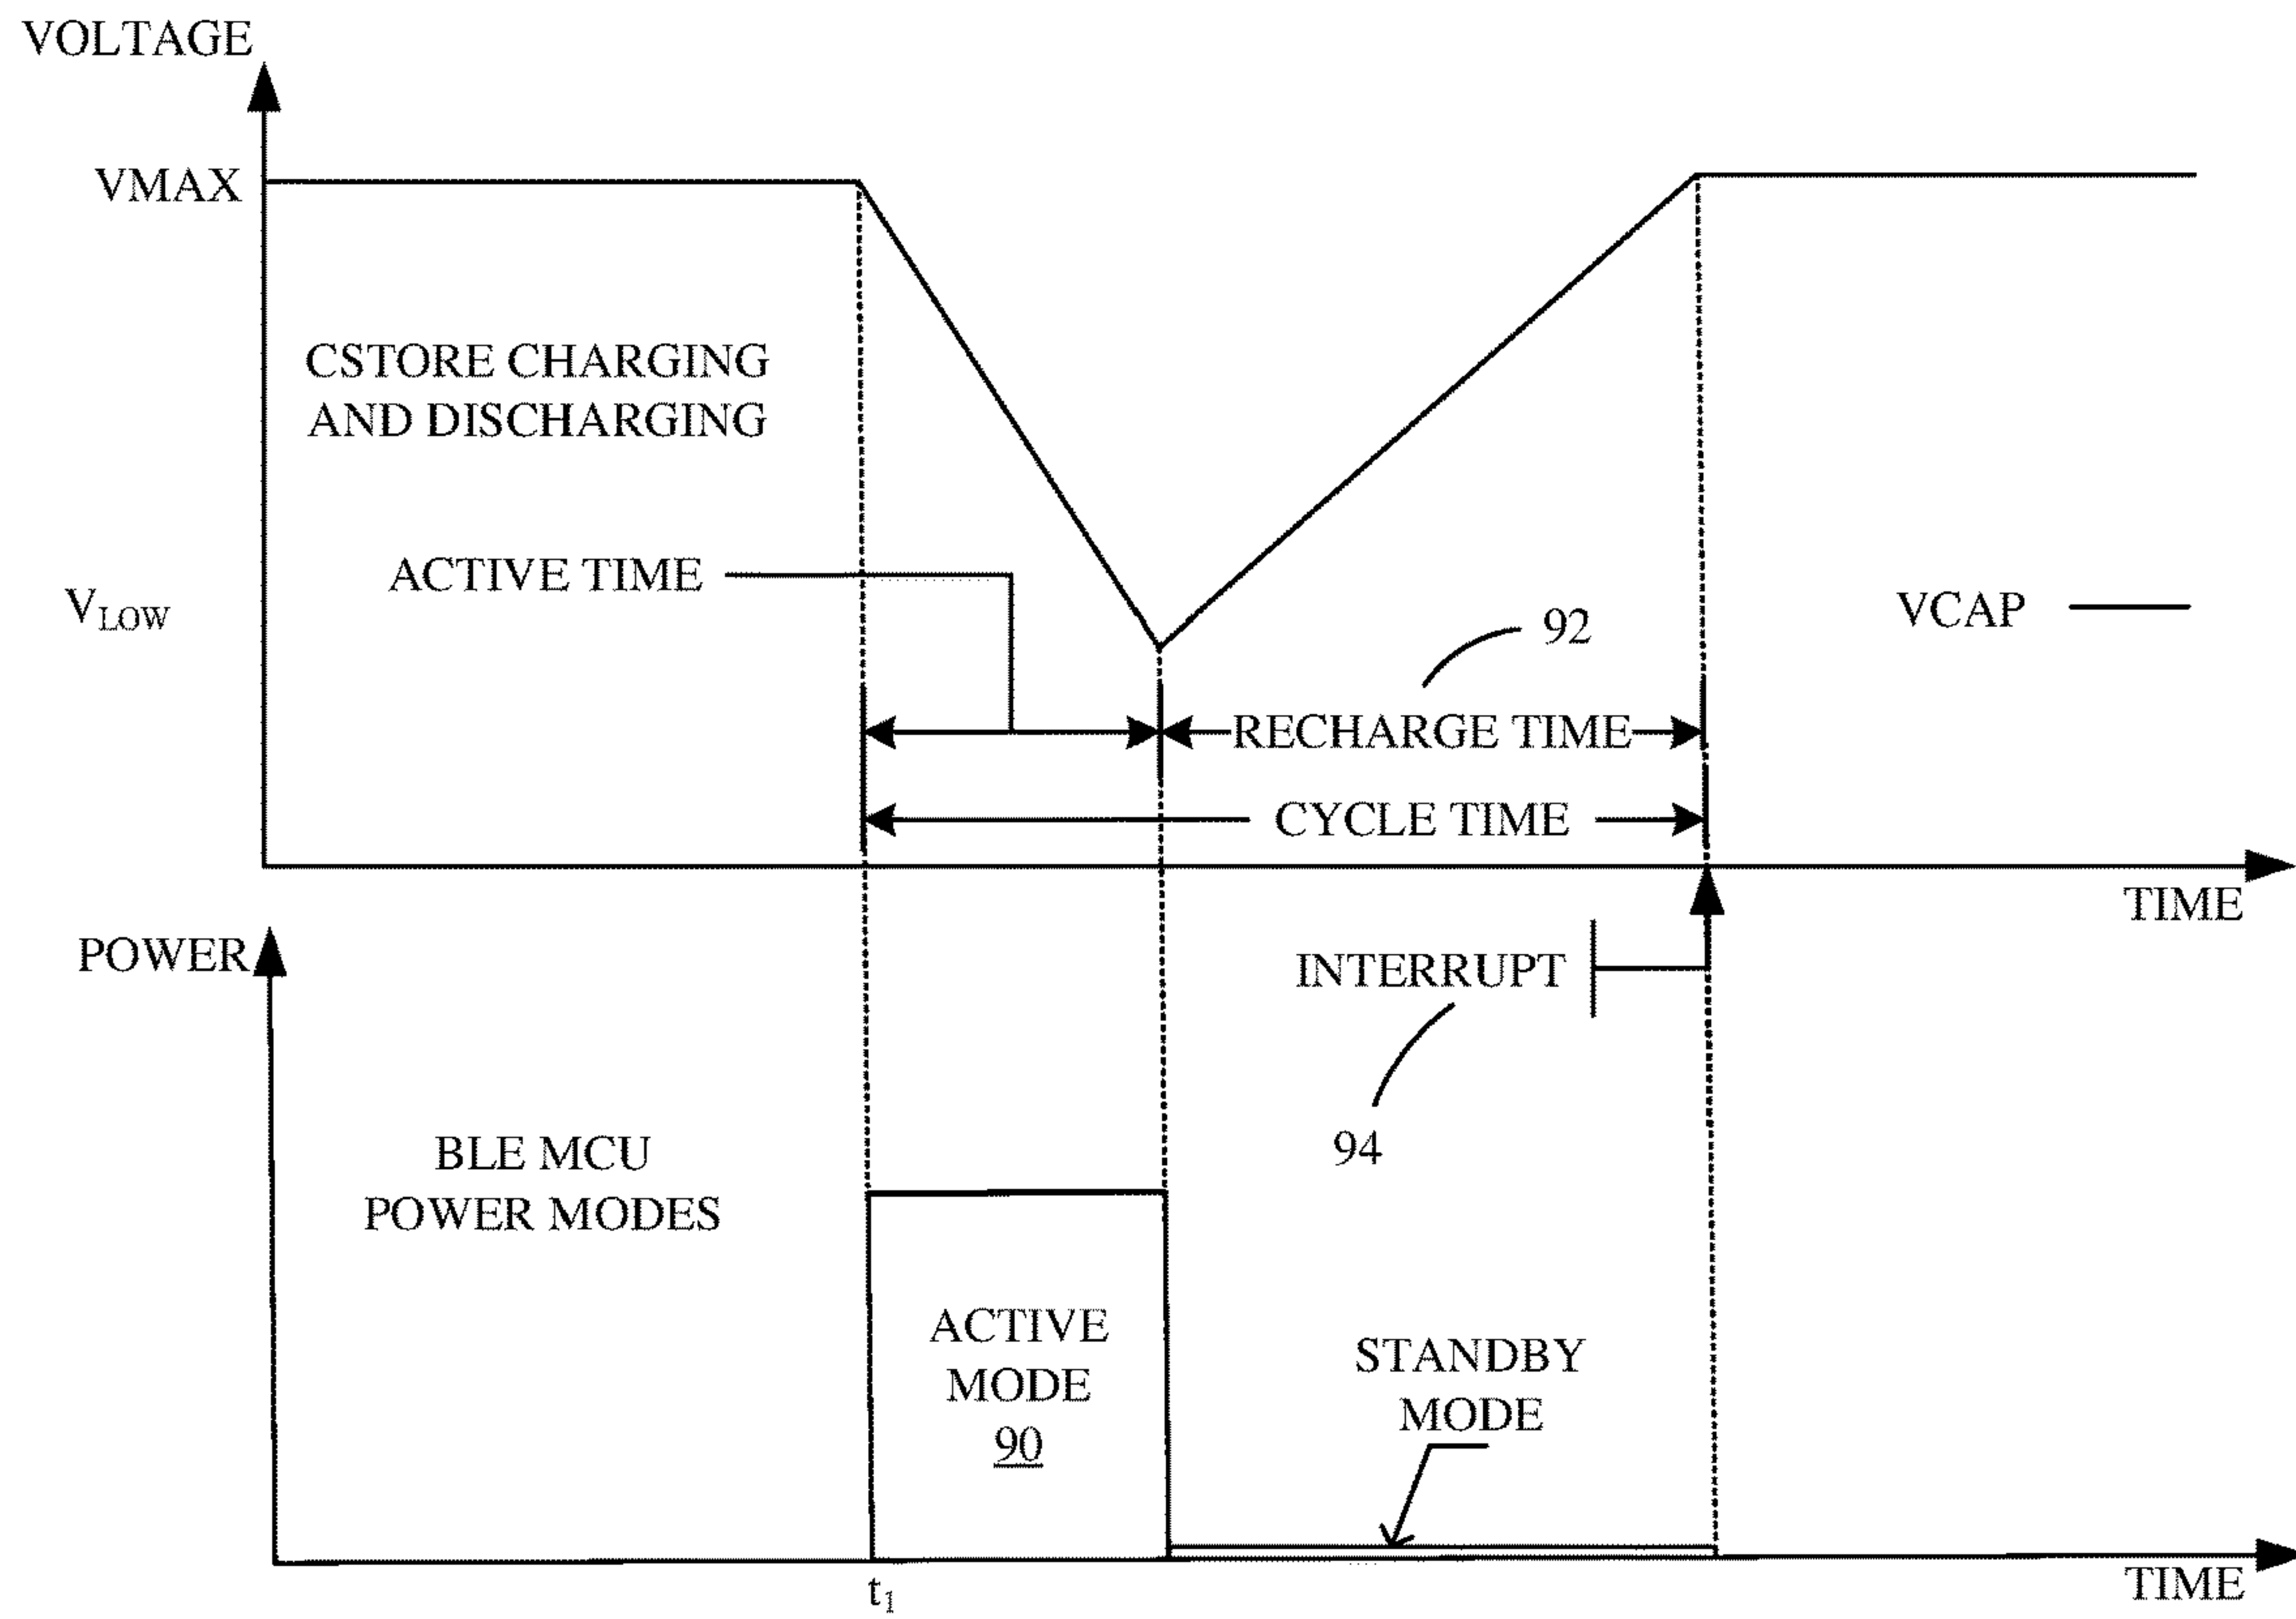 VOLTAGE
VMAX
CSTORE CHARGING
AND DISCHARGING
ACTIVE TIME
VLOW
VCAP
92
RECHARGE TIME
CYCLE TIME
TIME
POWER
INTERRUPT
94
BLE MCU
POWER MODES
ACTIVE
MODE
90
STANDBY
MODE
t1
TIME